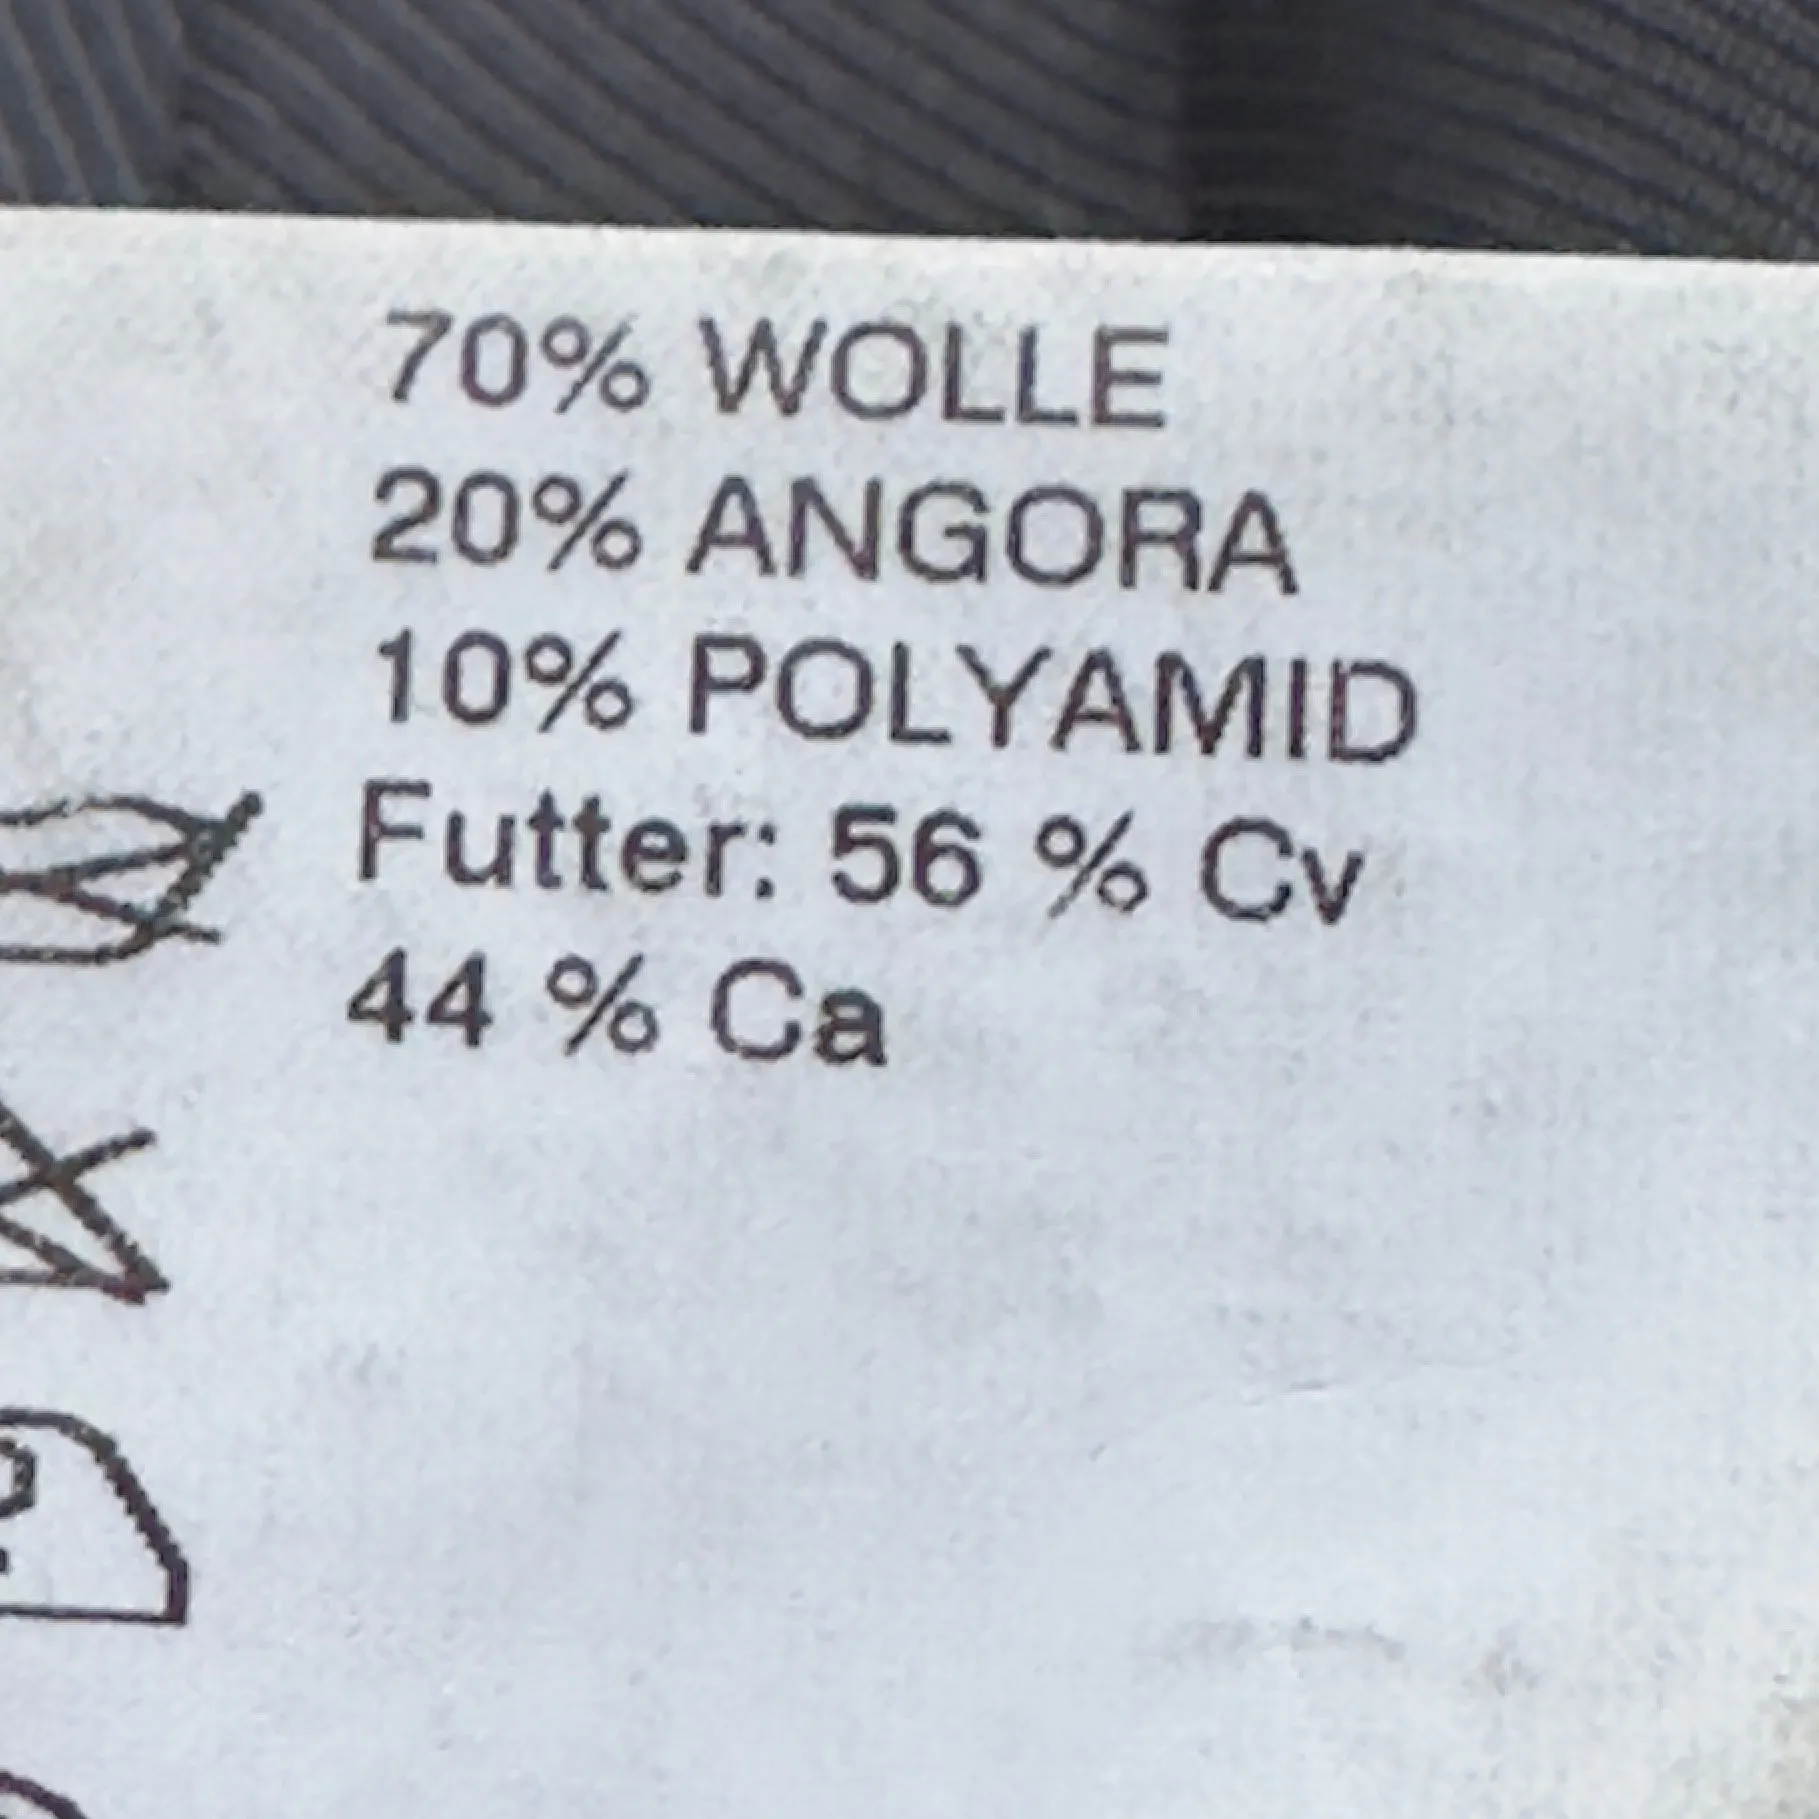 70% WOLLE
20% ANGORA
10% POLYAMID
Futter: 56 % Cv
44 % Ca